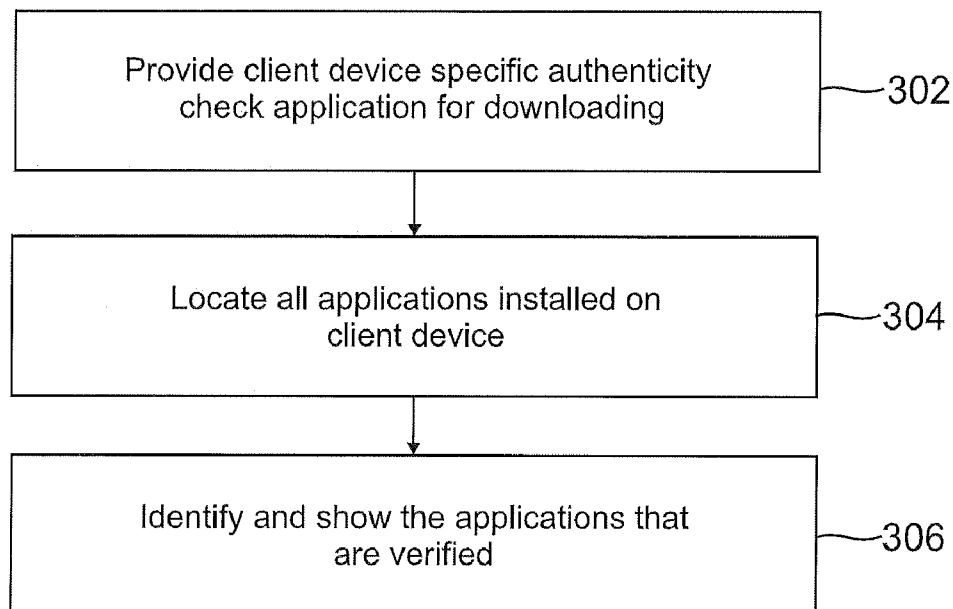 Provide client device specific authenticity
check application for downloading
302
Locate all applications installed on
client device
304
Identify and show the applications that
are verified
306